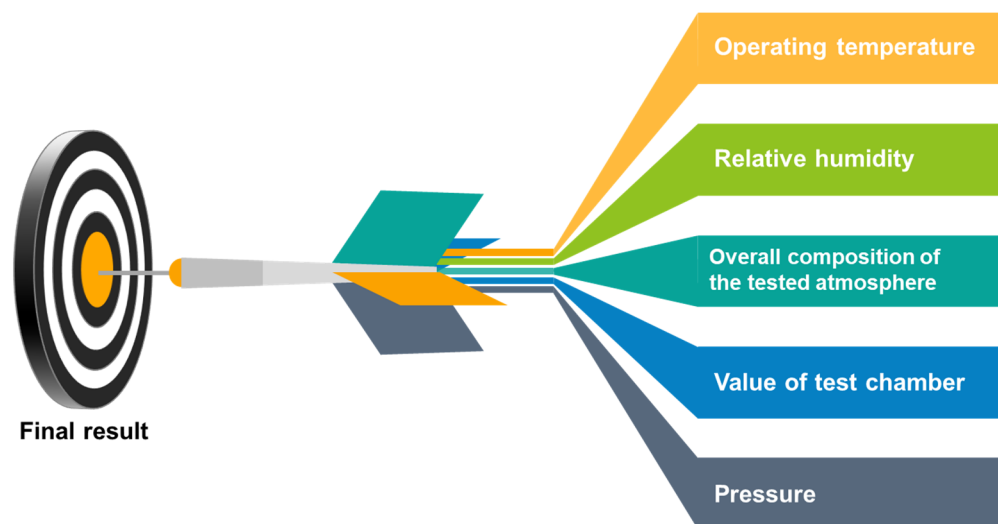 Operating temperature
Relative humidity
Overall composition of
the tested atmosphere
Value of test chamber
Pressure
Final result